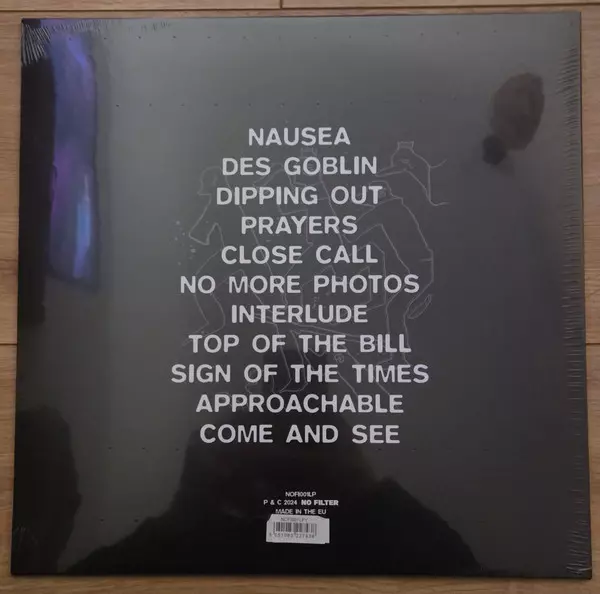 NAUSEA
DES GOBLIN
DIPPING OUT
PRAYERS
CLOSE CALL
NO MORE PHOTOS
INTERLUDE
TOP OF THE BILL
SIGN OF THE TIMES
APPROACHABLE
COME AND SEE
NOFI001LP
P & C 2024 NO FILTER
MADE IN THE EU